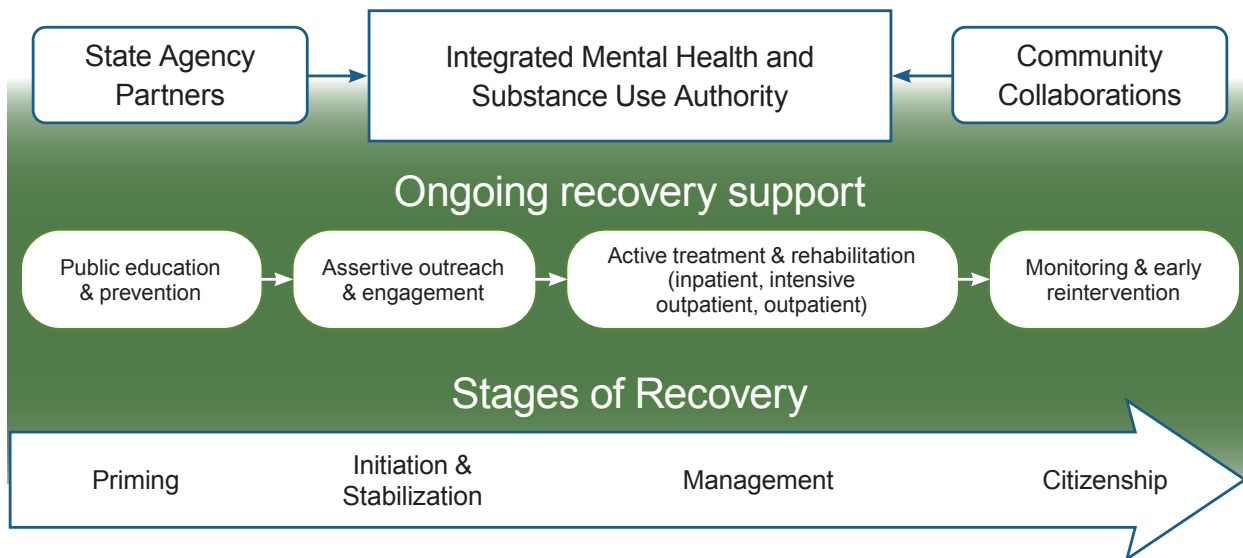 State Agency
Partners
Integrated Mental Health and
Substance Use Authority
Community
Collaborations
Ongoing recovery support
Public education
& prevention
Assertive outreach
& engagement
Active treatment & rehabilitation
(inpatient, intensive
outpatient, outpatient)
Monitoring & early
reintervention
Stages of Recovery
Priming
Initiation &
Stabilization
Management
Citizenship